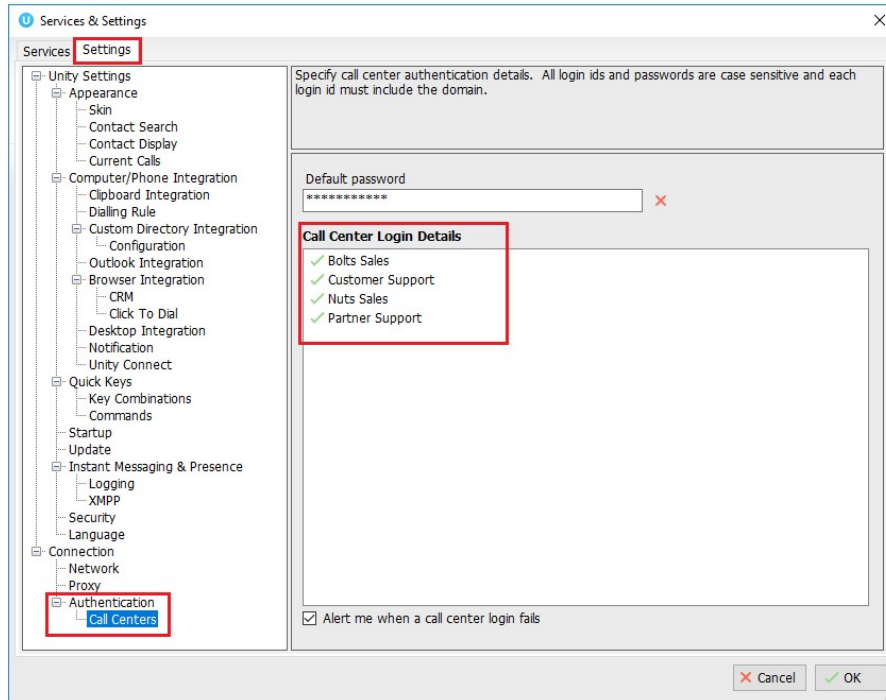 Services & Settings
Services
Settings
Unity Settings
Appearance
Skin
Contact Search
Contact Display
Current Calls
Computer/Phone Integration
Clipboard Integration
Dialling Rule
Custom Directory Integration
Configuration
Outlook Integration
Browser Integration
CRM
Click To Dial
Desktop Integration
Notification
Unity Connect
Quick Keys
Key Combinations
Commands
Startup
Update
Instant Messaging & Presence
Logging
XMPP
Security
Language
Connection
Network
Proxy
Authentication
Call Centers
Specify call center authentication details. All login ids and passwords are case sensitive and each
login id must include the domain.
Default password
***********
Call Center Login Details
Bolts Sales
Customer Support
Nuts Sales
Partner Support
Alert me when a call center login fails
Cancel
OK